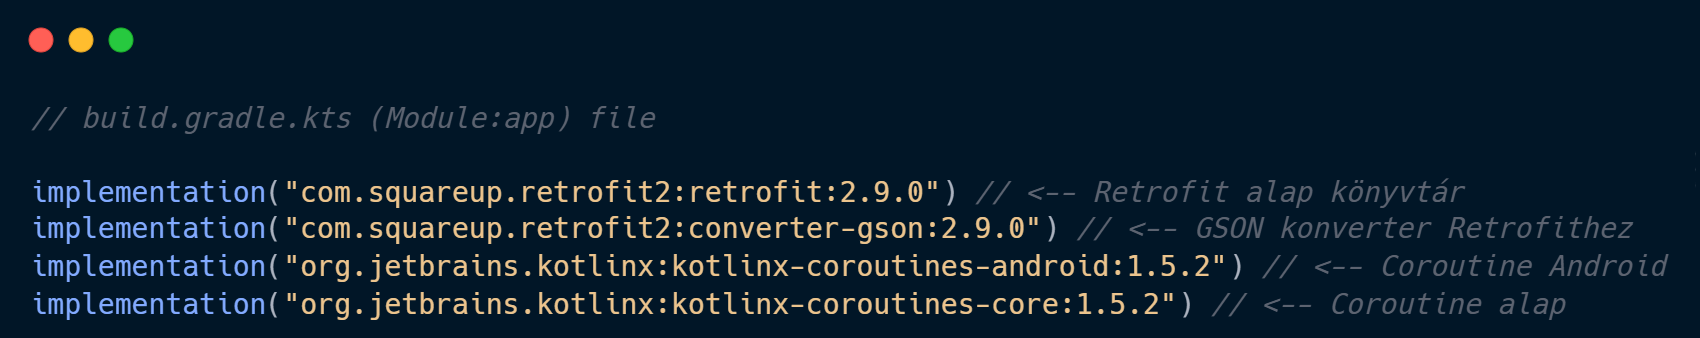 // build.gradle.kts (Module:app) file
implementation("com.squareup.retrofit2:retrofit:2.9.0") // <-- Retrofit alap könyvtár
implementation("com.squareup.retrofit2:converter-gson:2.9.0") // <-- GSON konverter Retrofithez
implementation("org.jetbrains.kotlinx:kotlinx-coroutines-android:1.5.2") // <-- Coroutine Android
implementation("org.jetbrains.kotlinx:kotlinx-coroutines-core:1.5.2") // <-- Coroutine alap